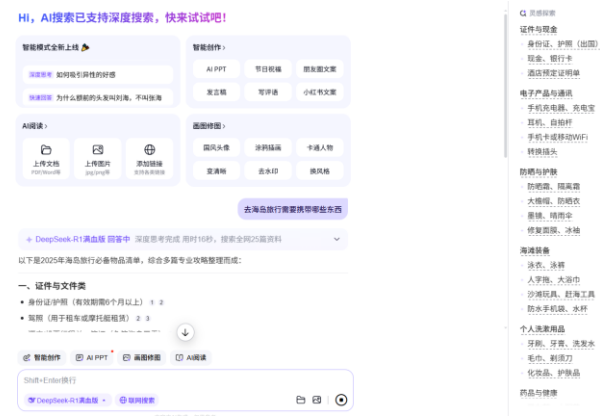 Hi，AI搜索已支持深度搜索，快来试试吧！
智能模式全新上线
深度思考 如何吸引异性的好感
快速回答 为什么眼前的头发叫刘海，不叫张海
智能创作›
AI PPT 节日祝福 朋友圈文案
发言稿 写评语 小红书文案
AI阅读›
上传文档 上传图片 添加链接
PDF/Word等 jpg/png等
画图修图›
国风头像 涂鸦插画 卡通人物
变清晰 去水印 换风格
去海岛旅行需要携带哪些东西
DeepSeek-R1满血版 回答中 深度思考完成 用时16秒，搜索全网25篇资料
以下是2025年海岛旅行必备物品清单，综合多篇专业攻略整理而成：
一、证件与文件类
身份证/护照（有效期需6个月以上） 1 2
驾照（用于租车或摩托艇租赁） 2 3
智能创作 AI PPT 画图修图 AI阅读
Shift+Enter换行
DeepSeek-R1满血版 联网搜索
灵感探索
证件与现金
身份证、护照（出国）
现金、银行卡
酒店预定证明单
电子产品与通讯
手机充电器、充电宝
耳机、自拍杆
手机卡或移动WiFi
转换插头
防晒与护肤
防晒霜、隔离霜
大檐帽、防晒衣
墨镜、晴雨伞
修复面膜、冰袖
海滩装备
泳衣、泳裤
人字拖、大浴巾
沙滩玩具、赶海工具
防水手机袋、水杯
个人洗漱用品
牙刷、牙膏、洗发水
毛巾、剃须刀
化妆品、护肤品
药品与健康